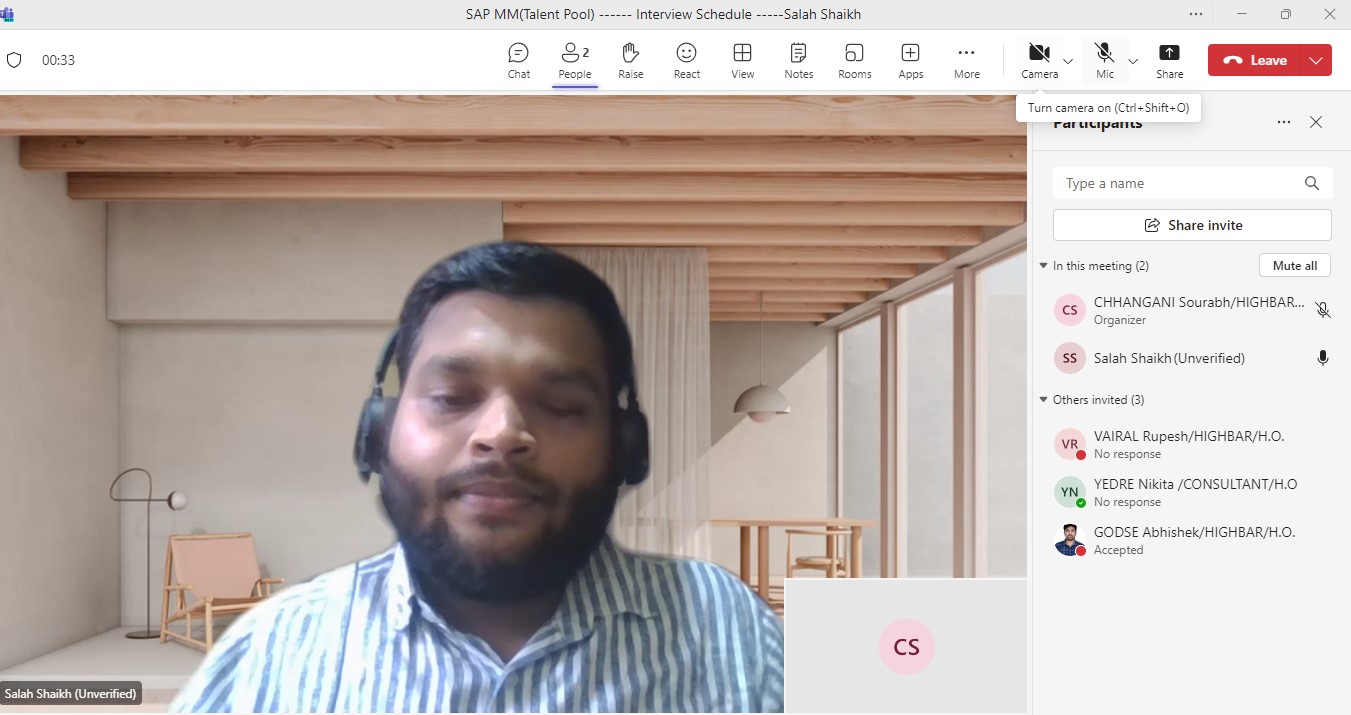 SAP MM(Talent Pool) ------ Interview Schedule -----Salah Shaikh
00:33
Chat
2
People
Raise
React
View
Notes
Rooms
Apps
More
Camera
Mic
Share
Leave
Turn camera on (Ctrl+Shift+O)
Participants
Type a name
Share invite
In this meeting (2)
Mute all
CS
CHHANGANI Sourabh/HIGHBAR...
Organizer
SS
Salah Shaikh (Unverified)
Others invited (3)
VR
VAIRAL Rupesh/HIGHBAR/H.O.
No response
YN
YEDRE Nikita /CONSULTANT/H.O
No response
GODSE Abhishek/HIGHBAR/H.O.
Accepted
CS
Salah Shaikh (Unverified)